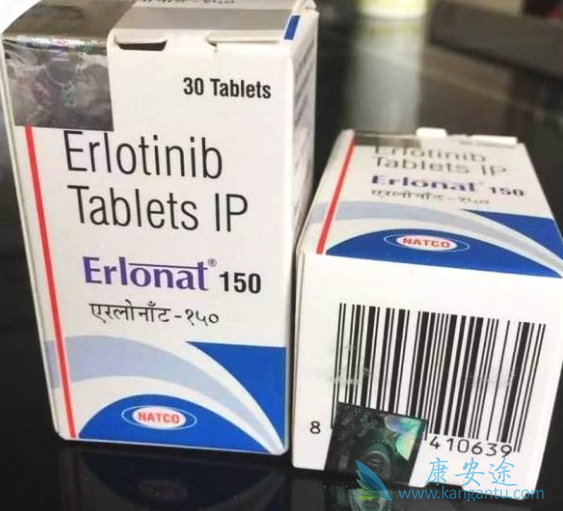 30 Tablets
Erlotinib
Tablets IP
Erlonat® 150
एरलोनॉट-१५०
NATCO
Erlotinib
Tablets IP
Erlonat® 150
एरलोनॉट-१५०
NATCO
8
410639
康安途
www.kangantu.com